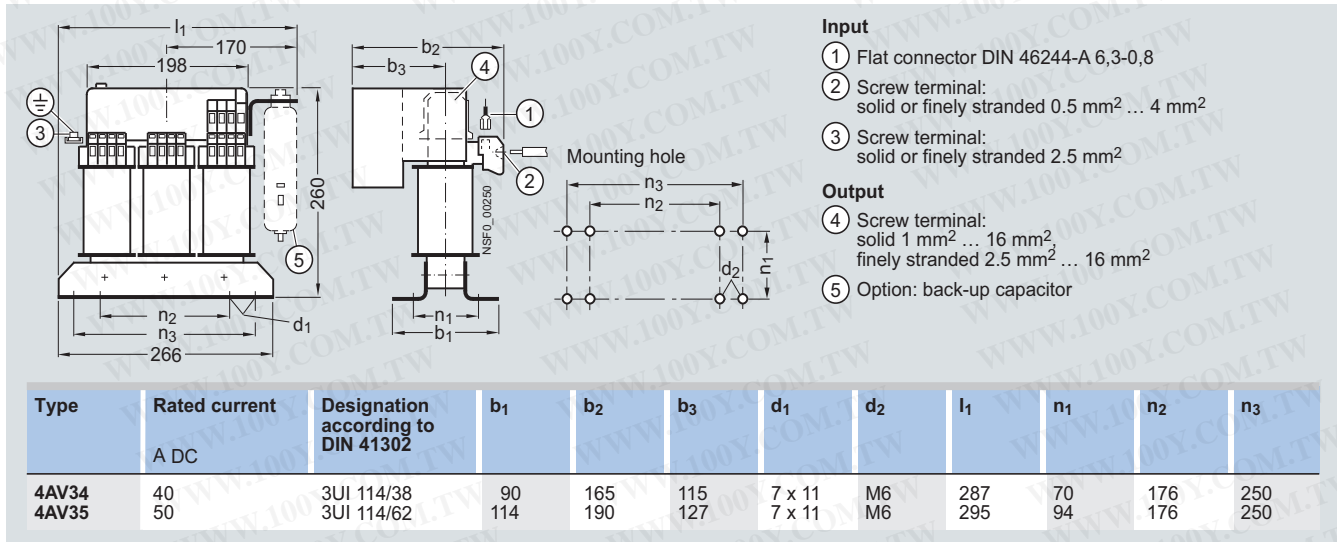 l1
170
198
3
260
5
n2
n3
d1
266
b2
b3
4
1
2
NSF0_00250
n1
b1
Mounting hole
n3
n2
d2
n1
Input
1 Flat connector DIN 46244-A 6,3-0,8
2 Screw terminal:
solid or finely stranded 0.5 mm2 … 4 mm2
3 Screw terminal:
solid or finely stranded 2.5 mm2
Output
4 Screw terminal:
solid 1 mm2 … 16 mm2,
finely stranded 2.5 mm2 … 16 mm2
5 Option: back-up capacitor
Type Rated current Designation b1 b2 b3 d1 d2 l1 n1 n2 n3
according to
A DC DIN 41302
4AV34 40 3UI 114/38 90 165 115 7 x 11 M6 287 70 176 250
4AV35 50 3UI 114/62 114 190 127 7 x 11 M6 295 94 176 250
WWW.100Y.COM.TW